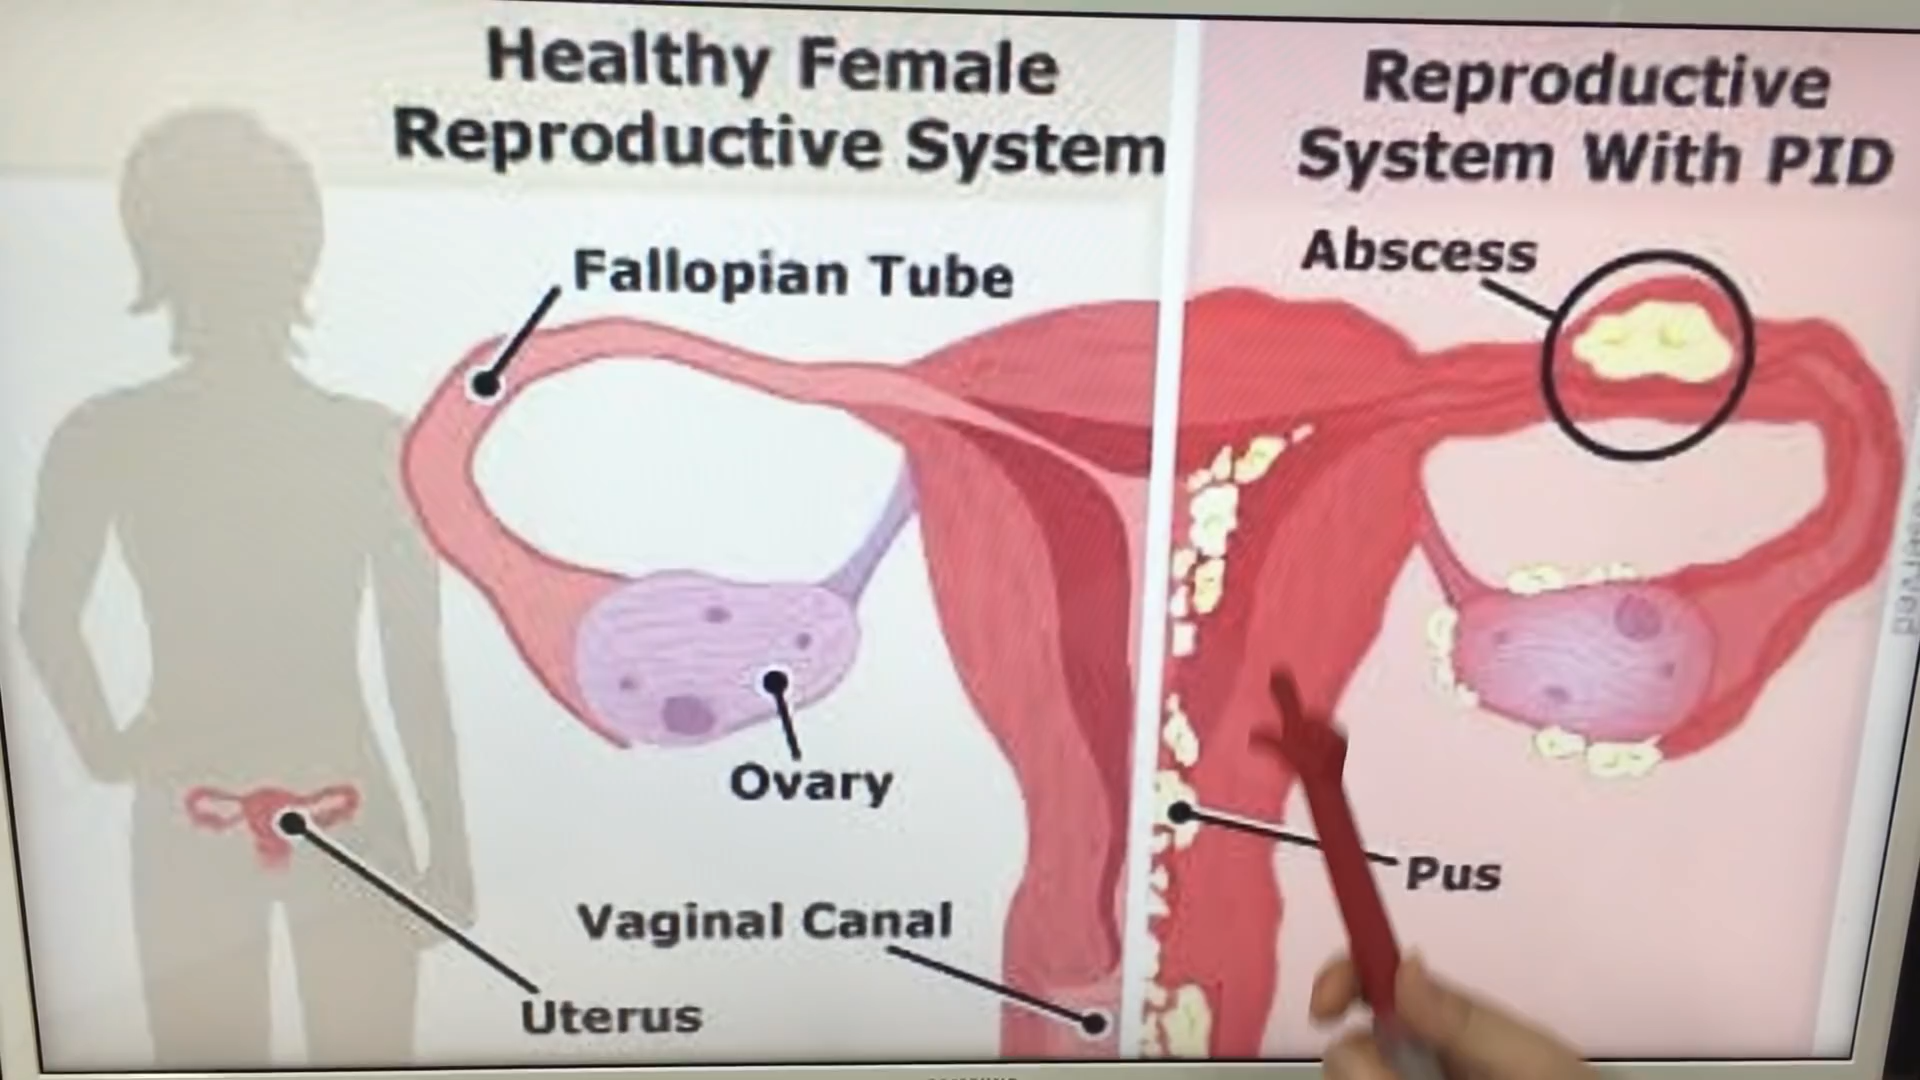 Healthy Female
Reproductive System
Fallopian Tube
Ovary
Vaginal Canal
Uterus
Reproductive
System With PID
Abscess
Pus